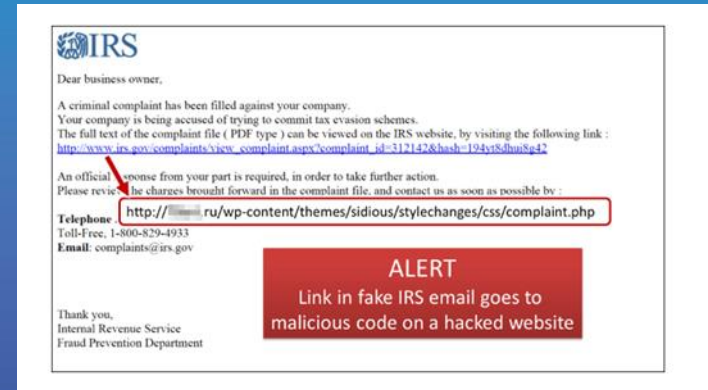 IRS
Dear business owner,
A criminal complaint has been filled against your company.
Your company is being accused of trying to commit tax evasion schemes.
The full text of the complaint file ( PDF type ) can be viewed on the IRS website, by visiting the following link :
http://www.irs.gov/complaints/view_complaint.aspx?complaint_id=312142&hash=194yt8dhuj8g42
An official sponse from your part is required, in order to take further action.
Please revie he charges brought forward in the complaint file, and contact us as soon as possible by :
http:// .ru/wp-content/themes/sidious/stylechanges/css/complaint.php
Telephone
Toll-Free, 1-800-829-4933
Email: complaints@irs.gov
ALERT
Link in fake IRS email goes to
malicious code on a hacked website
Thank you,
Internal Revenue Service
Fraud Prevention Department